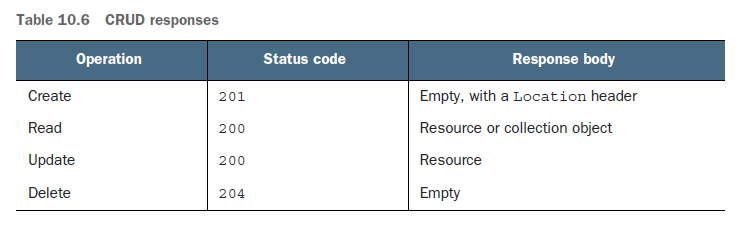 Table 10.6 CRUD responses
Operation Status code Response body
Create 201 Empty, with a Location header
Read 200 Resource or collection object
Update 200 Resource
Delete 204 Empty